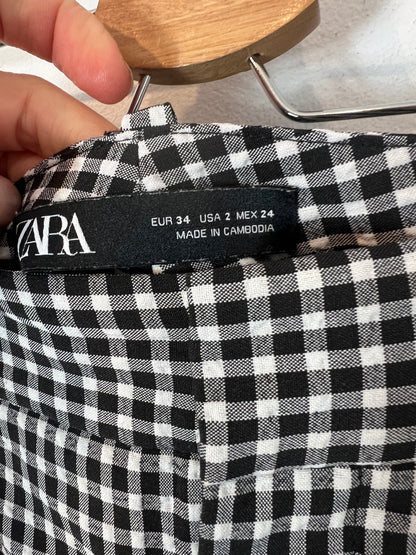 ZARA
EUR 34 USA 2 MEX 24
MADE IN CAMBODIA